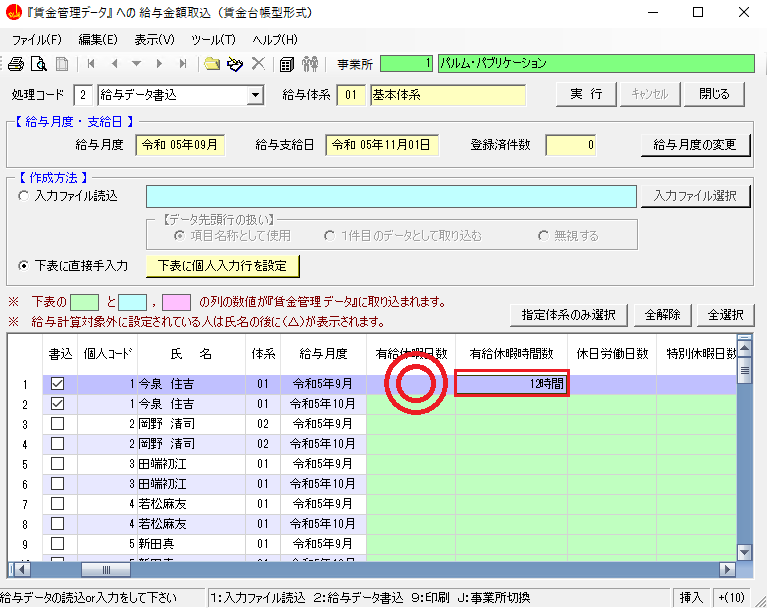 『賃金管理データ』への 給与金額取込 (賃金台帳型形式)
ファイル(F) 編集(E) 表示(V) ツール(T) ヘルプ(H)
事業所 1 パルム・パブリケーション
処理コード 2 給与データ書込 給与体系 01 基本体系 実 行 キャンセル 閉じる
【 給与月度・支給日 】
給与月度 令和 05年09月 給与支給日 令和 05年11月01日 登録済件数 0 給与月度の変更
【 作成方法 】
入力ファイル読込 入力ファイル選択
【データ先頭行の扱い】
項目名称として使用 1件目のデータとして取り込む 無視する
下表に直接手入力 下表に個人入力行を設定
※ 下表の と , の列の数値が『賃金管理データ』に取り込まれます。
※ 給与計算対象外に設定されている人は氏名の後に(△)が表示されます。
指定体系のみ選択 全解除 全選択
書込 個人コード 氏 名 体系 給与月度 有給休暇日数 有給休暇時間数 休日労働日数 特別休暇日数
1 1 今泉 住吉 01 令和5年9月 12時間
2 1 今泉 住吉 01 令和5年10月
3 2 岡野 清司 02 令和5年9月
4 2 岡野 清司 02 令和5年10月
5 3 田端初江 01 令和5年9月
6 3 田端初江 01 令和5年10月
7 4 若松麻友 01 令和5年9月
8 4 若松麻友 01 令和5年10月
9 5 新田真 01 令和5年9月
給与データの読込or入力をして下さい 1:入力ファイル読込 2:給与データ書込 9:印刷 J:事業所切換 挿入 +(10)